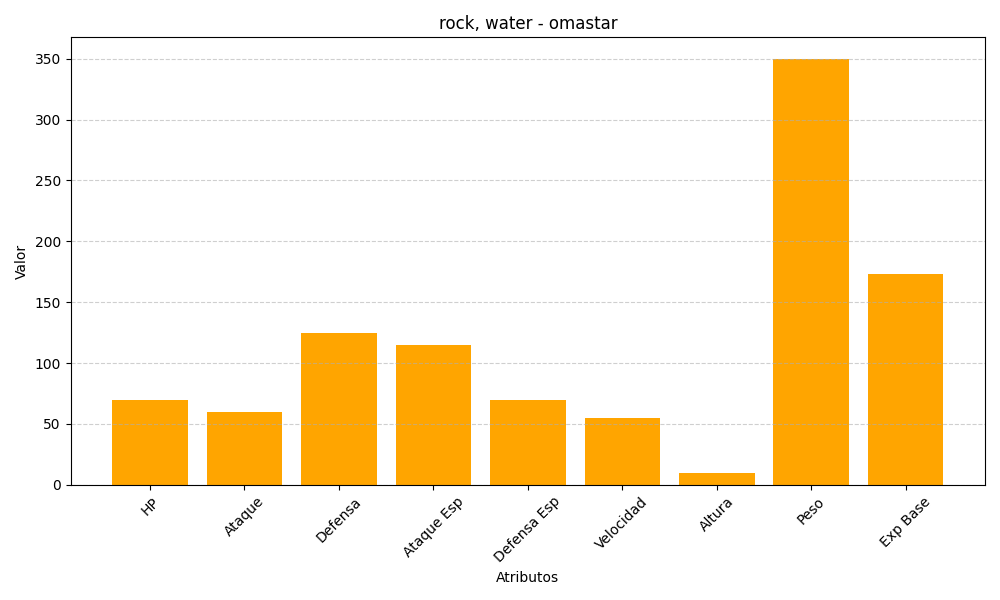 rock, water - omastar
Valor
350
300
250
200
150
100
50
0
HP
Ataque
Defensa
Ataque Esp
Defensa Esp
Velocidad
Altura
Peso
Exp Base
Atributos